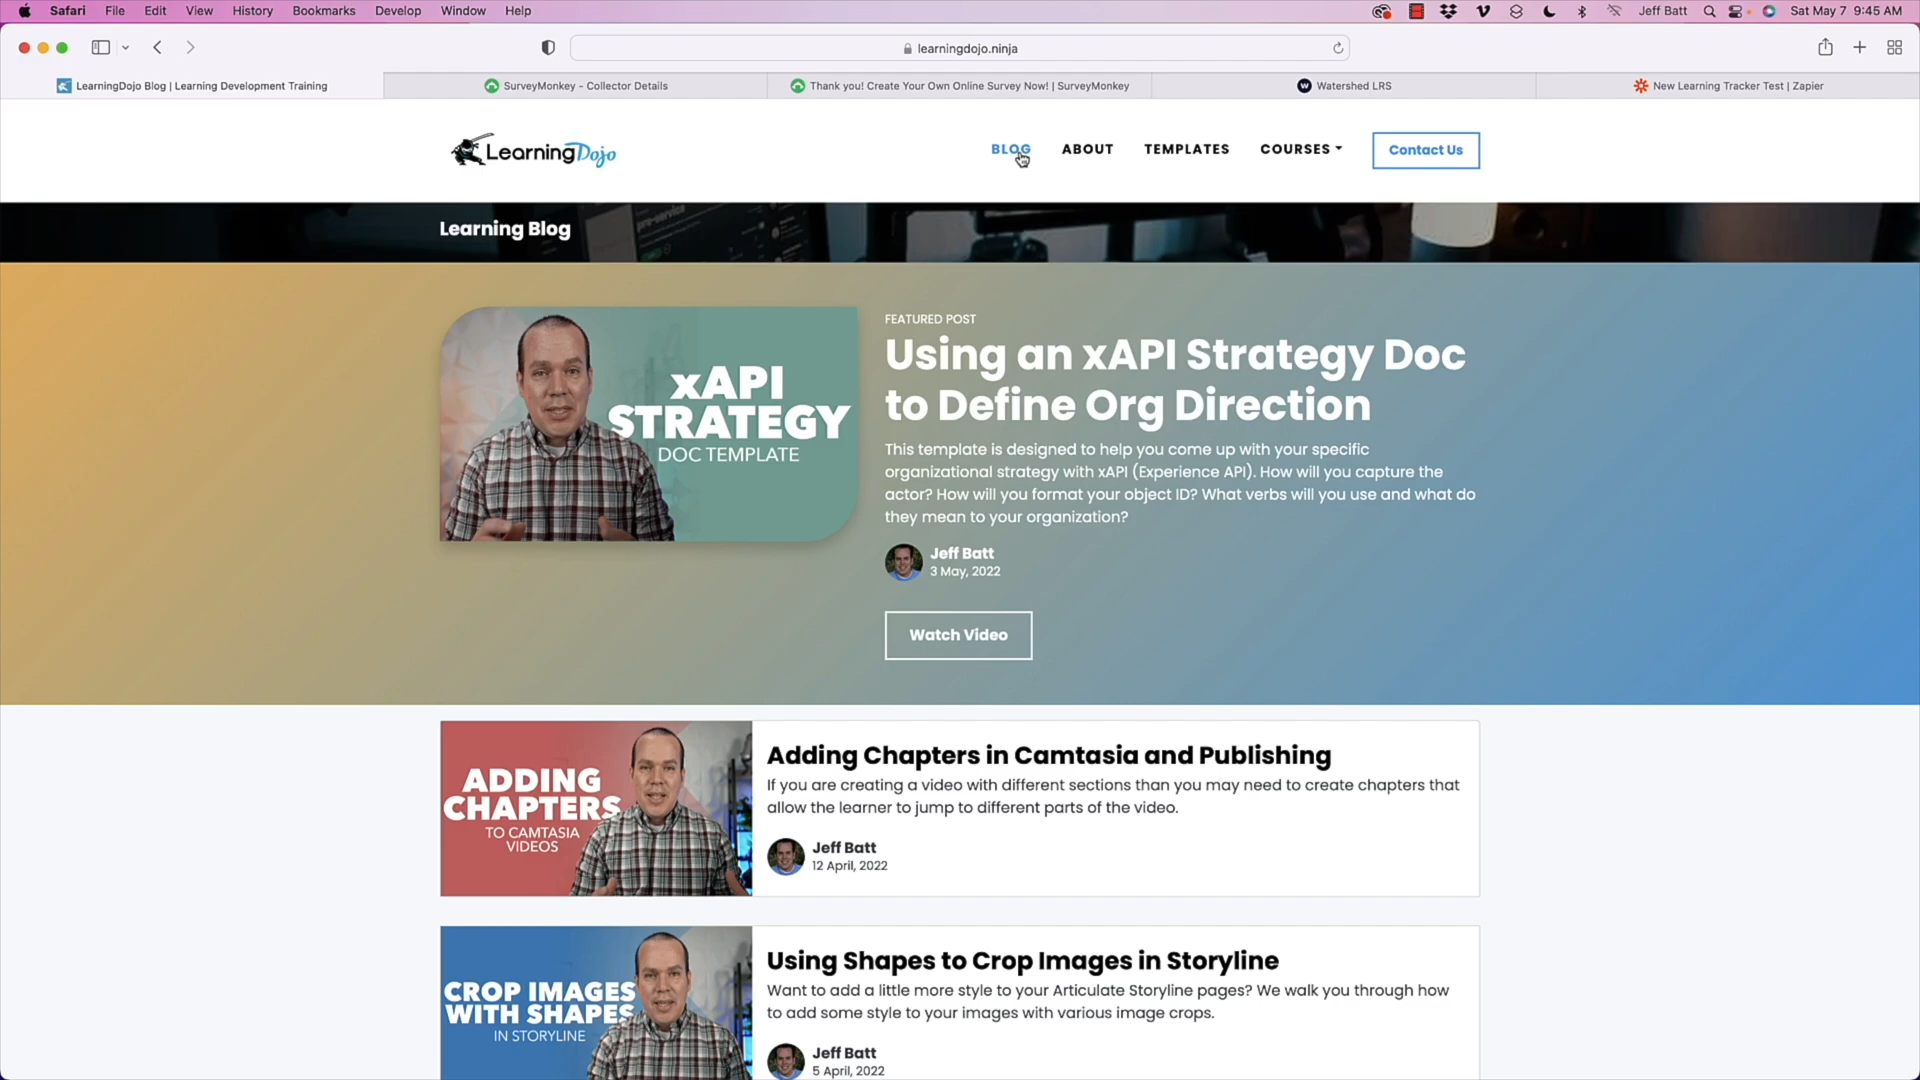 Safari File Edit View History Bookmarks Develop Window Help Jeff Batt Sat May 7 9:45 AM
learningdojo.ninja
LearningDojo Blog | Learning Development Training
SurveyMonkey - Collector Details
Thank you! Create Your Own Online Survey Now! | SurveyMonkey
Watershed LRS
New Learning Tracker Test | Zapier
LearningDojo
BLOG ABOUT TEMPLATES COURSES Contact Us
Learning Blog
xAPI
STRATEGY
DOC TEMPLATE
FEATURED POST
Using an xAPI Strategy Doc
to Define Org Direction
This template is designed to help you come up with your specific
organizational strategy with xAPI (Experience API). How will you capture the
actor? How will you format your object ID? What verbs will you use and what do
they mean to your organization?
Jeff Batt
3 May, 2022
Watch Video
ADDING
CHAPTERS
TO CAMTASIA
VIDEOS
Adding Chapters in Camtasia and Publishing
If you are creating a video with different sections than you may need to create chapters that
allow the learner to jump to different parts of the video.
Jeff Batt
12 April, 2022
CROP IMAGES
WITH SHAPES
IN STORYLINE
Using Shapes to Crop Images in Storyline
Want to add a little more style to your Articulate Storyline pages? We walk you through how
to add some style to your images with various image crops.
Jeff Batt
5 April, 2022